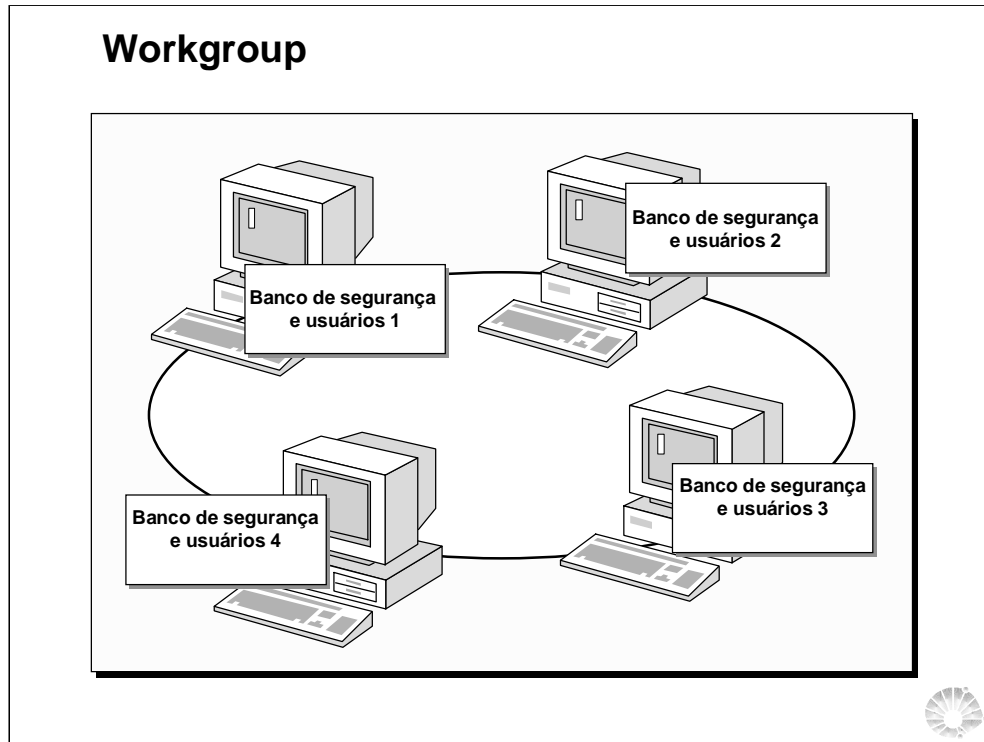 Workgroup
Banco de segurança
e usuários 1
Banco de segurança
e usuários 2
Banco de segurança
e usuários 3
Banco de segurança
e usuários 4